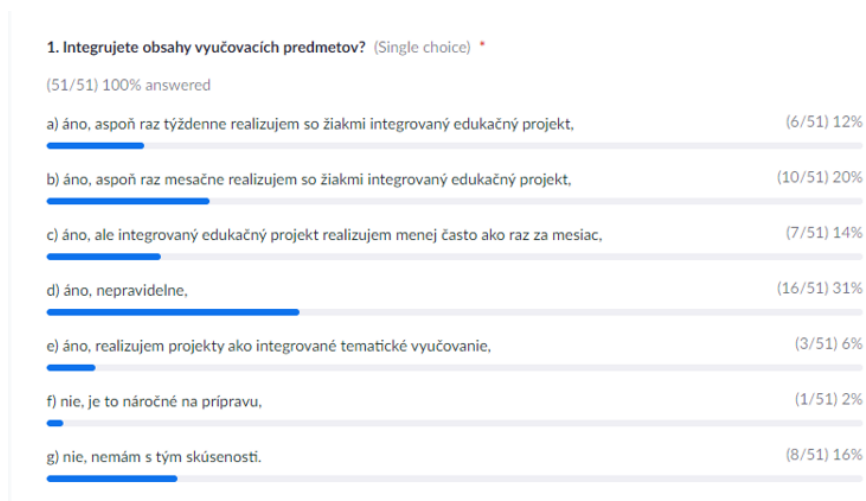 1. Integrujete obsahy vyučovacích predmetov? (Single choice) *
(51/51) 100% answered
a) áno, aspoň raz týždenne realizujem so žiakmi integrovaný edukačný projekt, (6/51) 12%
b) áno, aspoň raz mesačne realizujem so žiakmi integrovaný edukačný projekt, (10/51) 20%
c) áno, ale integrovaný edukačný projekt realizujem menej často ako raz za mesiac, (7/51) 14%
d) áno, nepravidelne, (16/51) 31%
e) áno, realizujem projekty ako integrované tematické vyučovanie, (3/51) 6%
f) nie, je to náročné na prípravu, (1/51) 2%
g) nie, nemám s tým skúseností. (8/51) 16%